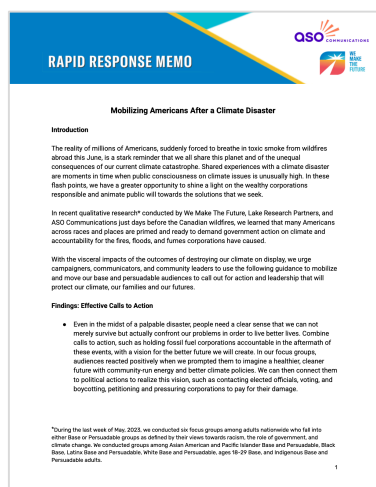 aso
COMMUNICATIONS
WE
MAKE
THE
FUTURE
RAPID RESPONSE MEMO
Mobilizing Americans After a Climate Disaster
Introduction
The reality of millions of Americans, suddenly forced to breathe in toxic smoke from wildfires
abroad this June, is a stark reminder that we all share this planet and of the unequal
consequences of our current climate catastrophe. Shared experiences with a climate disaster
are moments in time when public consciousness on climate issues is unusually high. In these
flash points, we have a greater opportunity to shine a light on the wealthy corporations
responsible and animate public will towards the solutions that we seek.
In recent qualitative research* conducted by We Make The Future, Lake Research Partners, and
ASO Communications just days before the Canadian wildfires, we learned that many Americans
across races and places are primed and ready to demand government action on climate and
accountability for the fires, floods, and fumes corporations have caused.
With the visceral impacts of the outcomes of destroying our climate on display, we urge
campaigners, communicators, and community leaders to use the following guidance to mobilize
and move our base and persuadable audiences to call out for action and leadership that will
protect our climate, our families and our futures.
Findings: Effective Calls to Action
● Even in the midst of a palpable disaster, people need a clear sense that we can not
merely survive but actually confront our problems in order to live better lives. Combine
calls to action, such as holding fossil fuel corporations accountable in the aftermath of
these events, with a vision for the better future we will create. In our focus groups,
audiences reacted positively when we prompted them to imagine a healthier, cleaner
future with community-run energy and better climate policies. We can then connect them
to political actions to realize this vision, such as contacting elected officials, voting, and
boycotting, petitioning and pressuring corporations to pay for their damage.
*During the last week of May, 2023, we conducted six focus groups among adults nationwide who fall into
either Base or Persuadable groups as defined by their views towards racism, the role of government, and
climate change. We conducted groups among Asian American and Pacific Islander Base and Persuadable, Black
Base, Latinx Base and Persuadable, White Base and Persuadable, ages 18-29 Base, and Indigenous Base and
Persuadable adults.
1